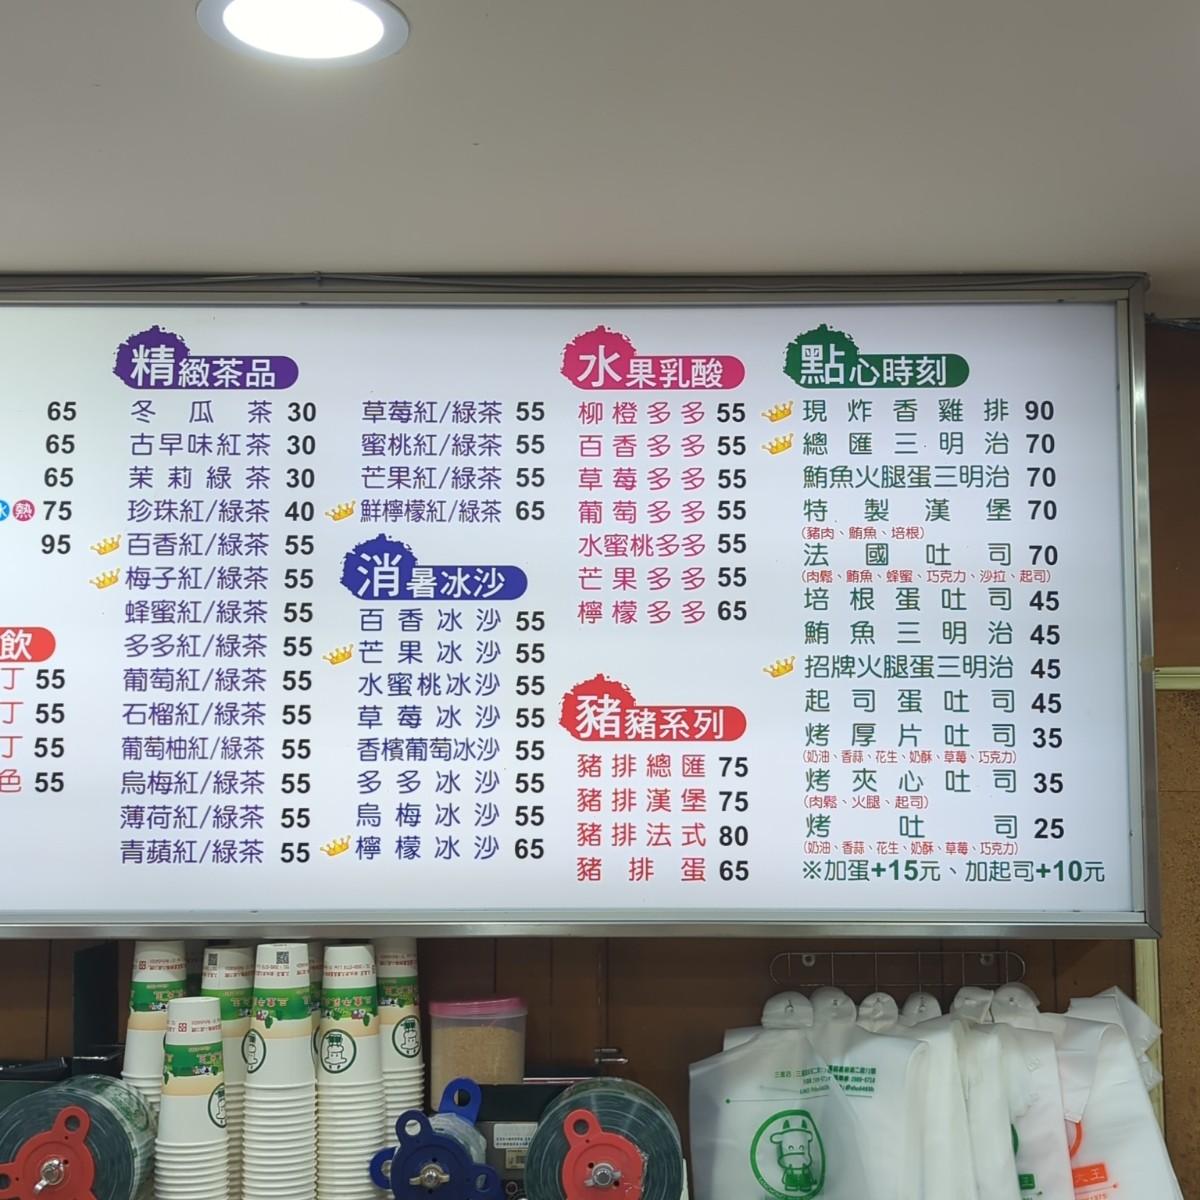 65
65
65
熱 75
95
飲
丁 55
丁 55
丁 55
色 55
精緻茶品
冬瓜茶 30
古早味紅茶 30
茉莉綠茶 30
珍珠紅/綠茶 40
百香紅/綠茶 55
梅子紅/綠茶 55
蜂蜜紅/綠茶 55
多多紅/綠茶 55
葡萄紅/綠茶 55
石榴紅/綠茶 55
葡萄柚紅/綠茶 55
烏梅紅/綠茶 55
薄荷紅/綠茶 55
青蘋紅/綠茶 55
草莓紅/綠茶 55
蜜桃紅/綠茶 55
芒果紅/綠茶 55
鮮檸檬紅/綠茶 65
消暑冰沙
百香冰沙 55
芒果冰沙 55
水蜜桃冰沙 55
草莓冰沙 55
香檳葡萄冰沙 55
多多冰沙 55
烏梅冰沙 55
檸檬冰沙 65
水果乳酸
柳橙多多 55
百香多多 55
草莓多多 55
葡萄多多 55
水蜜桃多多 55
芒果多多 55
檸檬多多 65
豬豬系列
豬排總匯 75
豬排漢堡 75
豬排法式 80
豬排蛋 65
點心時刻
現炸香雞排 90
總匯三明治 70
鮪魚火腿蛋三明治 70
特製漢堡 70
(豬肉、鮪魚、培根)
法國吐司 70
(肉鬆、鮪魚、蜂蜜、巧克力、沙拉、起司)
培根蛋吐司 45
鮪魚三明治 45
招牌火腿蛋三明治 45
起司蛋吐司 45
烤厚片吐司 35
(奶油、香蒜、花生、奶酥、草莓、巧克力)
烤夾心吐司 35
(肉鬆、火腿、起司)
烤吐司 25
(奶油、香蒜、花生、奶酥、草莓、巧克力)
※加蛋+15元、加起司+10元